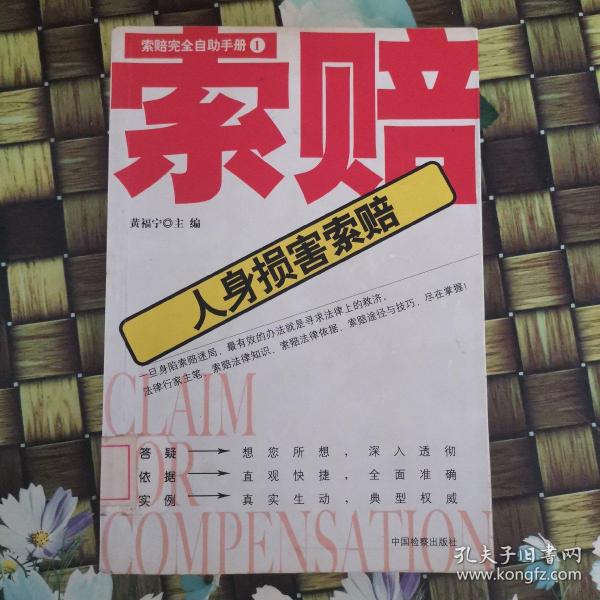 索赔完全自助手册1
索赔
黄福宁◎主 编
人身损害索赔
一旦身陷索赔迷局，最有效的办法就是寻求法律上的救济。
法律行家主笔，索赔法律知识、索赔法律依据、索赔途径与技巧，尽在掌握！
CLAIM
FOR
COMPENSATION
答疑 → 想您所想，深入透彻
依据 → 直观快捷，全面准确
实例 → 真实生动，典型权威
中国检察出版社
孔夫子旧书网
www.kongfz.com